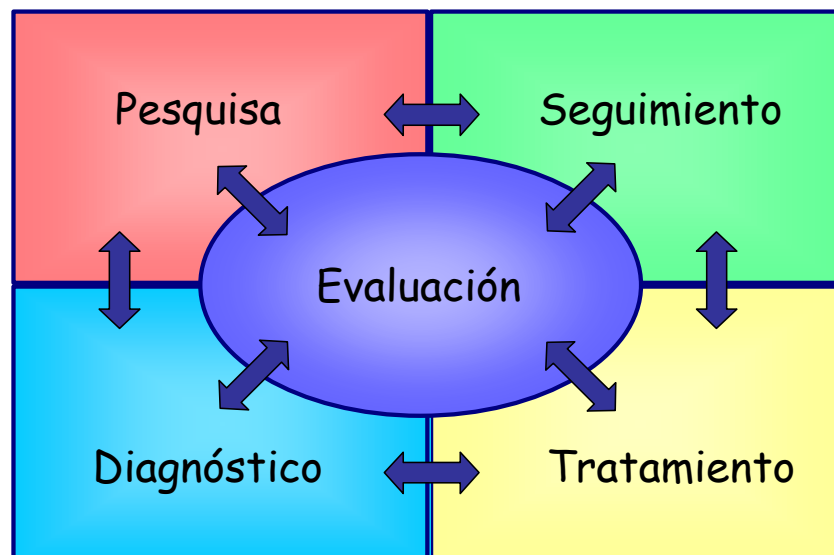 Pesquisa
Seguimiento
Evaluación
Diagnóstico
Tratamiento